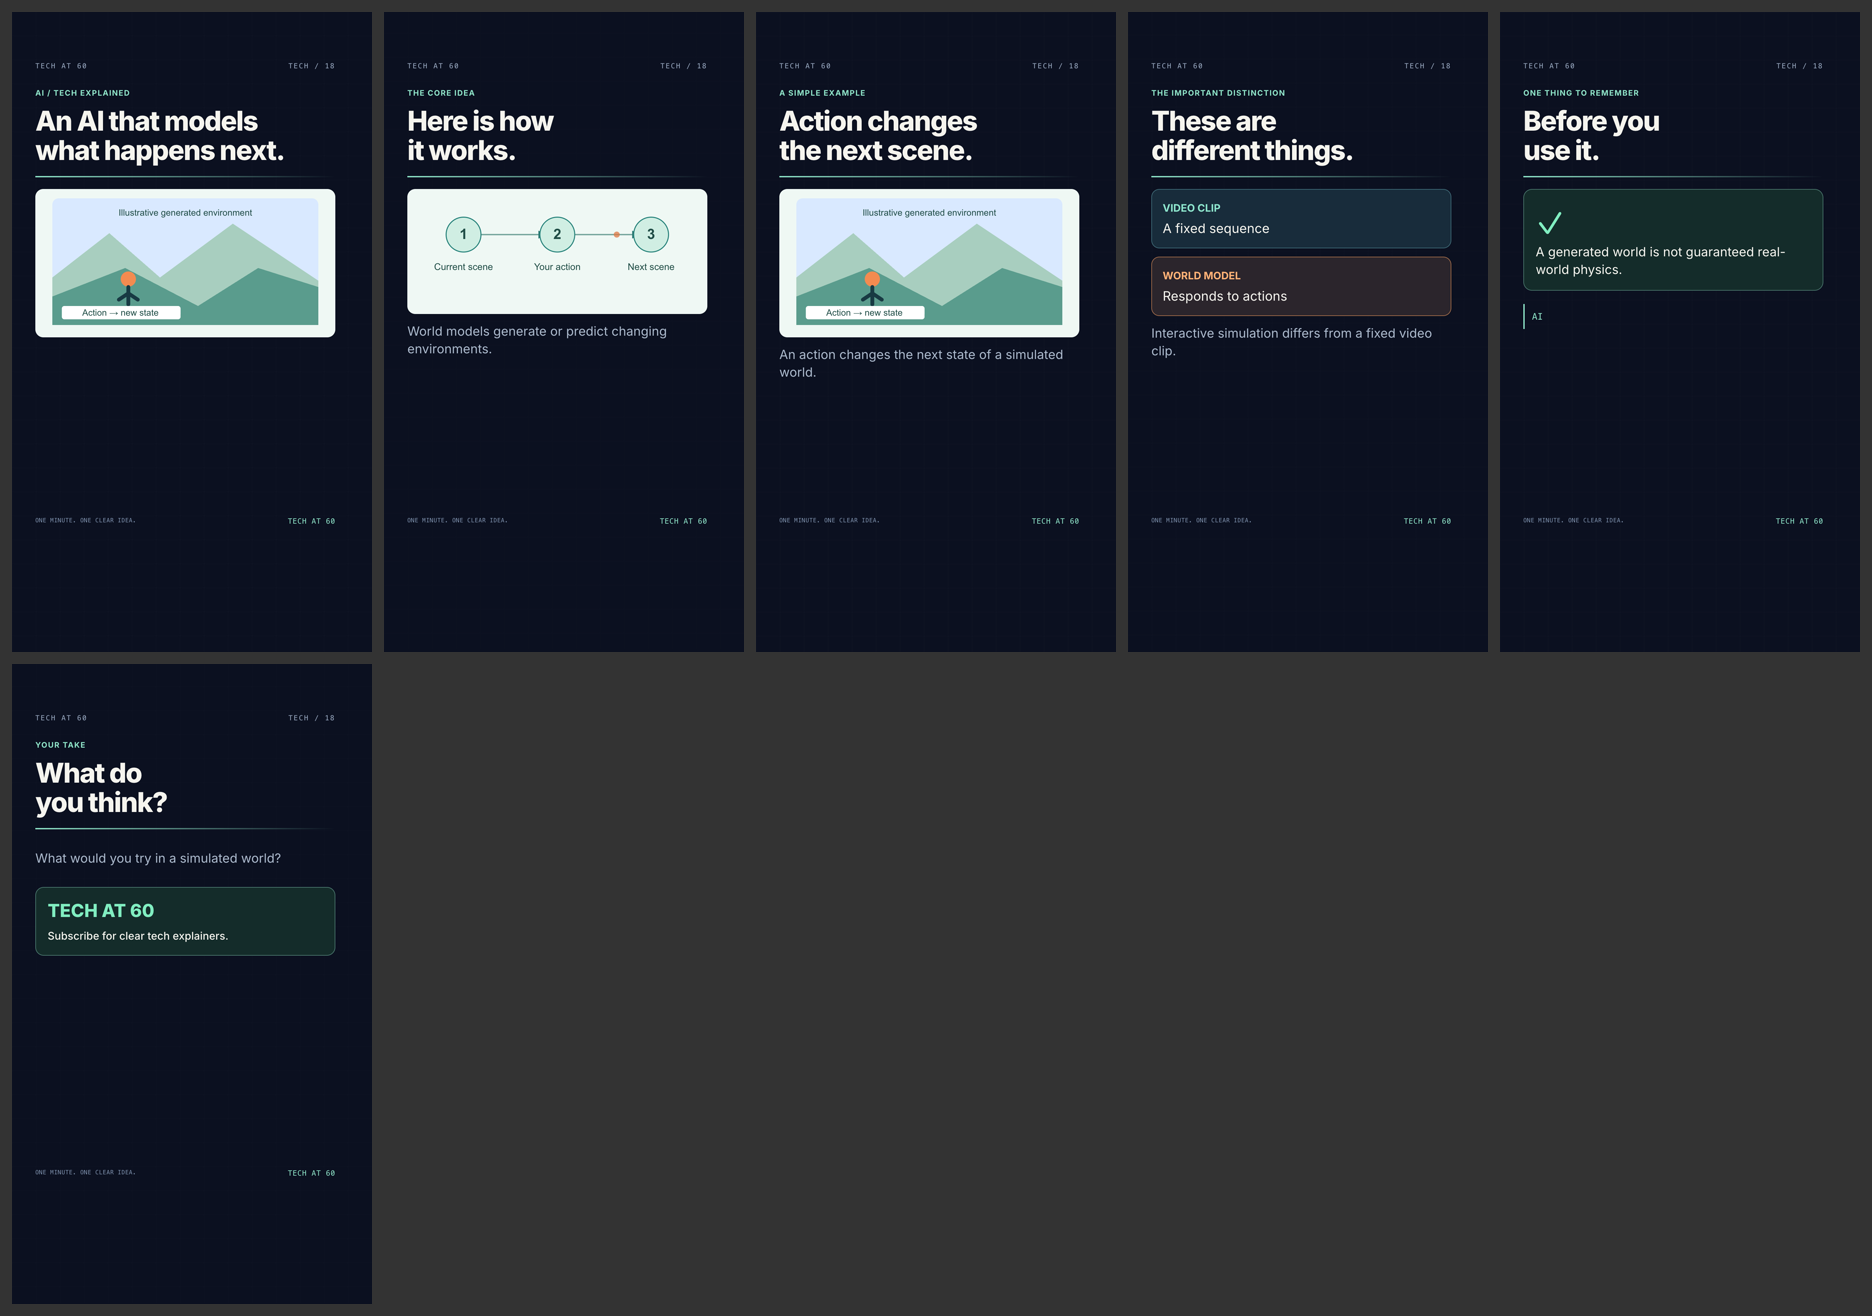 TECH AT 60
TECH / 18
AI / TECH EXPLAINED
An AI that models
what happens next.
Illustrative generated environment
Action → new state
ONE MINUTE. ONE CLEAR IDEA.
TECH AT 60
TECH AT 60
TECH / 18
THE CORE IDEA
Here is how
it works.
1
2
3
Current scene
Your action
Next scene
World models generate or predict changing
environments.
ONE MINUTE. ONE CLEAR IDEA.
TECH AT 60
TECH AT 60
TECH / 18
A SIMPLE EXAMPLE
Action changes
the next scene.
Illustrative generated environment
Action → new state
An action changes the next state of a simulated
world.
ONE MINUTE. ONE CLEAR IDEA.
TECH AT 60
TECH AT 60
TECH / 18
THE IMPORTANT DISTINCTION
These are
different things.
VIDEO CLIP
A fixed sequence
WORLD MODEL
Responds to actions
Interactive simulation differs from a fixed video
clip.
ONE MINUTE. ONE CLEAR IDEA.
TECH AT 60
TECH AT 60
TECH / 18
ONE THING TO REMEMBER
Before you
use it.
A generated world is not guaranteed real-
world physics.
AI
ONE MINUTE. ONE CLEAR IDEA.
TECH AT 60
TECH AT 60
TECH / 18
YOUR TAKE
What do
you think?
What would you try in a simulated world?
TECH AT 60
Subscribe for clear tech explainers.
ONE MINUTE. ONE CLEAR IDEA.
TECH AT 60